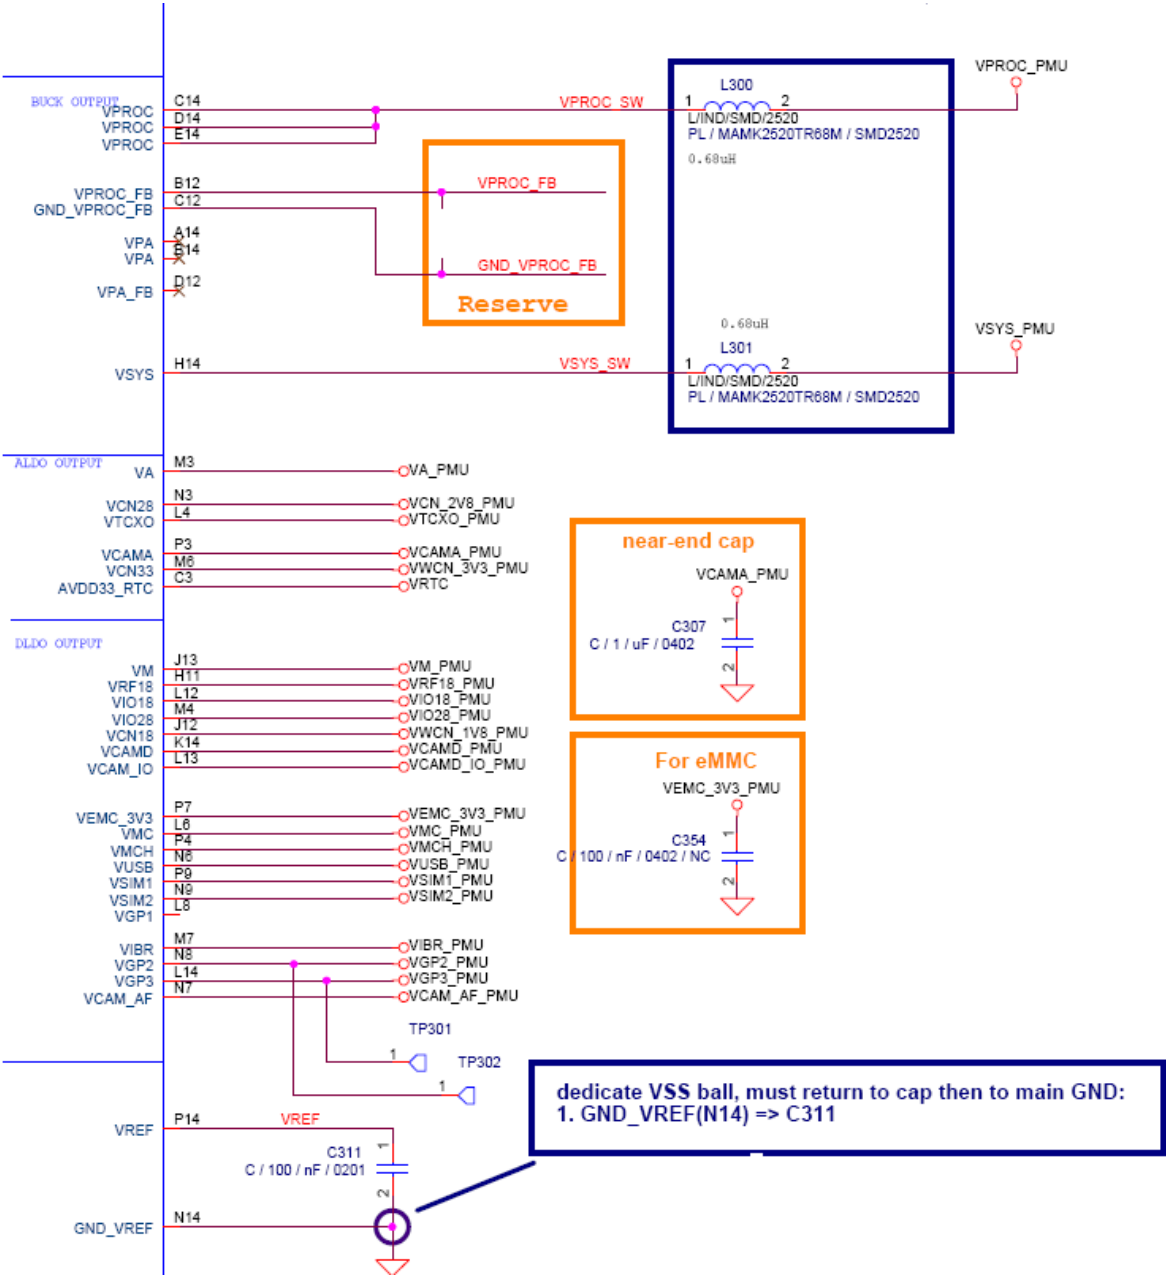 BUCK OUTPUT
VPROC C14 VPROC_SW
VPROC D14
VPROC E14
L300
1 2
L/IND/SMD/2520
PL / MAMK2520TR68M / SMD2520
0.68uH
VPROC_PMU
VPROC_FB B12 VPROC_FB
GND_VPROC_FB C12
GND_VPROC_FB
Reserve
VPA A14
VPA B14
VPA_FB D12
VSYS H14 VSYS_SW
0.68uH
L301
1 2
L/IND/SMD/2520
PL / MAMK2520TR68M / SMD2520
VSYS_PMU
ALDO OUTPUT
VA M3 VA_PMU
VCN28 N3 VCN_2V8_PMU
VTCXO L4 VTCXO_PMU
VCAMA P3 VCAMA_PMU
VCN33 M6 VWCN_3V3_PMU
AVDD33_RTC C3 VRTC
near-end cap
VCAMA_PMU
1
C307
C / 1 / uF / 0402
2
DLDO OUTPUT
VM J13 VM_PMU
VRF18 H11 VRF18_PMU
VIO18 L12 VIO18_PMU
VIO28 M4 VIO28_PMU
VCN18 J12 VWCN_1V8_PMU
VCAMD K14 VCAMD_PMU
VCAM_IO L13 VCAMD_IO_PMU
For eMMC
VEMC_3V3_PMU
1
C354
C / 100 / nF / 0402 / NC
2
VEMC_3V3 P7 VEMC_3V3_PMU
VMC L6 VMC_PMU
VMCH P4 VMCH_PMU
VUSB N6 VUSB_PMU
VSIM1 P9 VSIM1_PMU
VSIM2 N9 VSIM2_PMU
VGP1 L8
VIBR M7 VIBR_PMU
VGP2 N8 VGP2_PMU
VGP3 L14 VGP3_PMU
VCAM_AF N7 VCAM_AF_PMU
TP301
1
TP302
1
dedicate VSS ball, must return to cap then to main GND:
1. GND_VREF(N14) => C311
VREF P14 VREF
1
C311
C / 100 / nF / 0201
2
GND_VREF N14